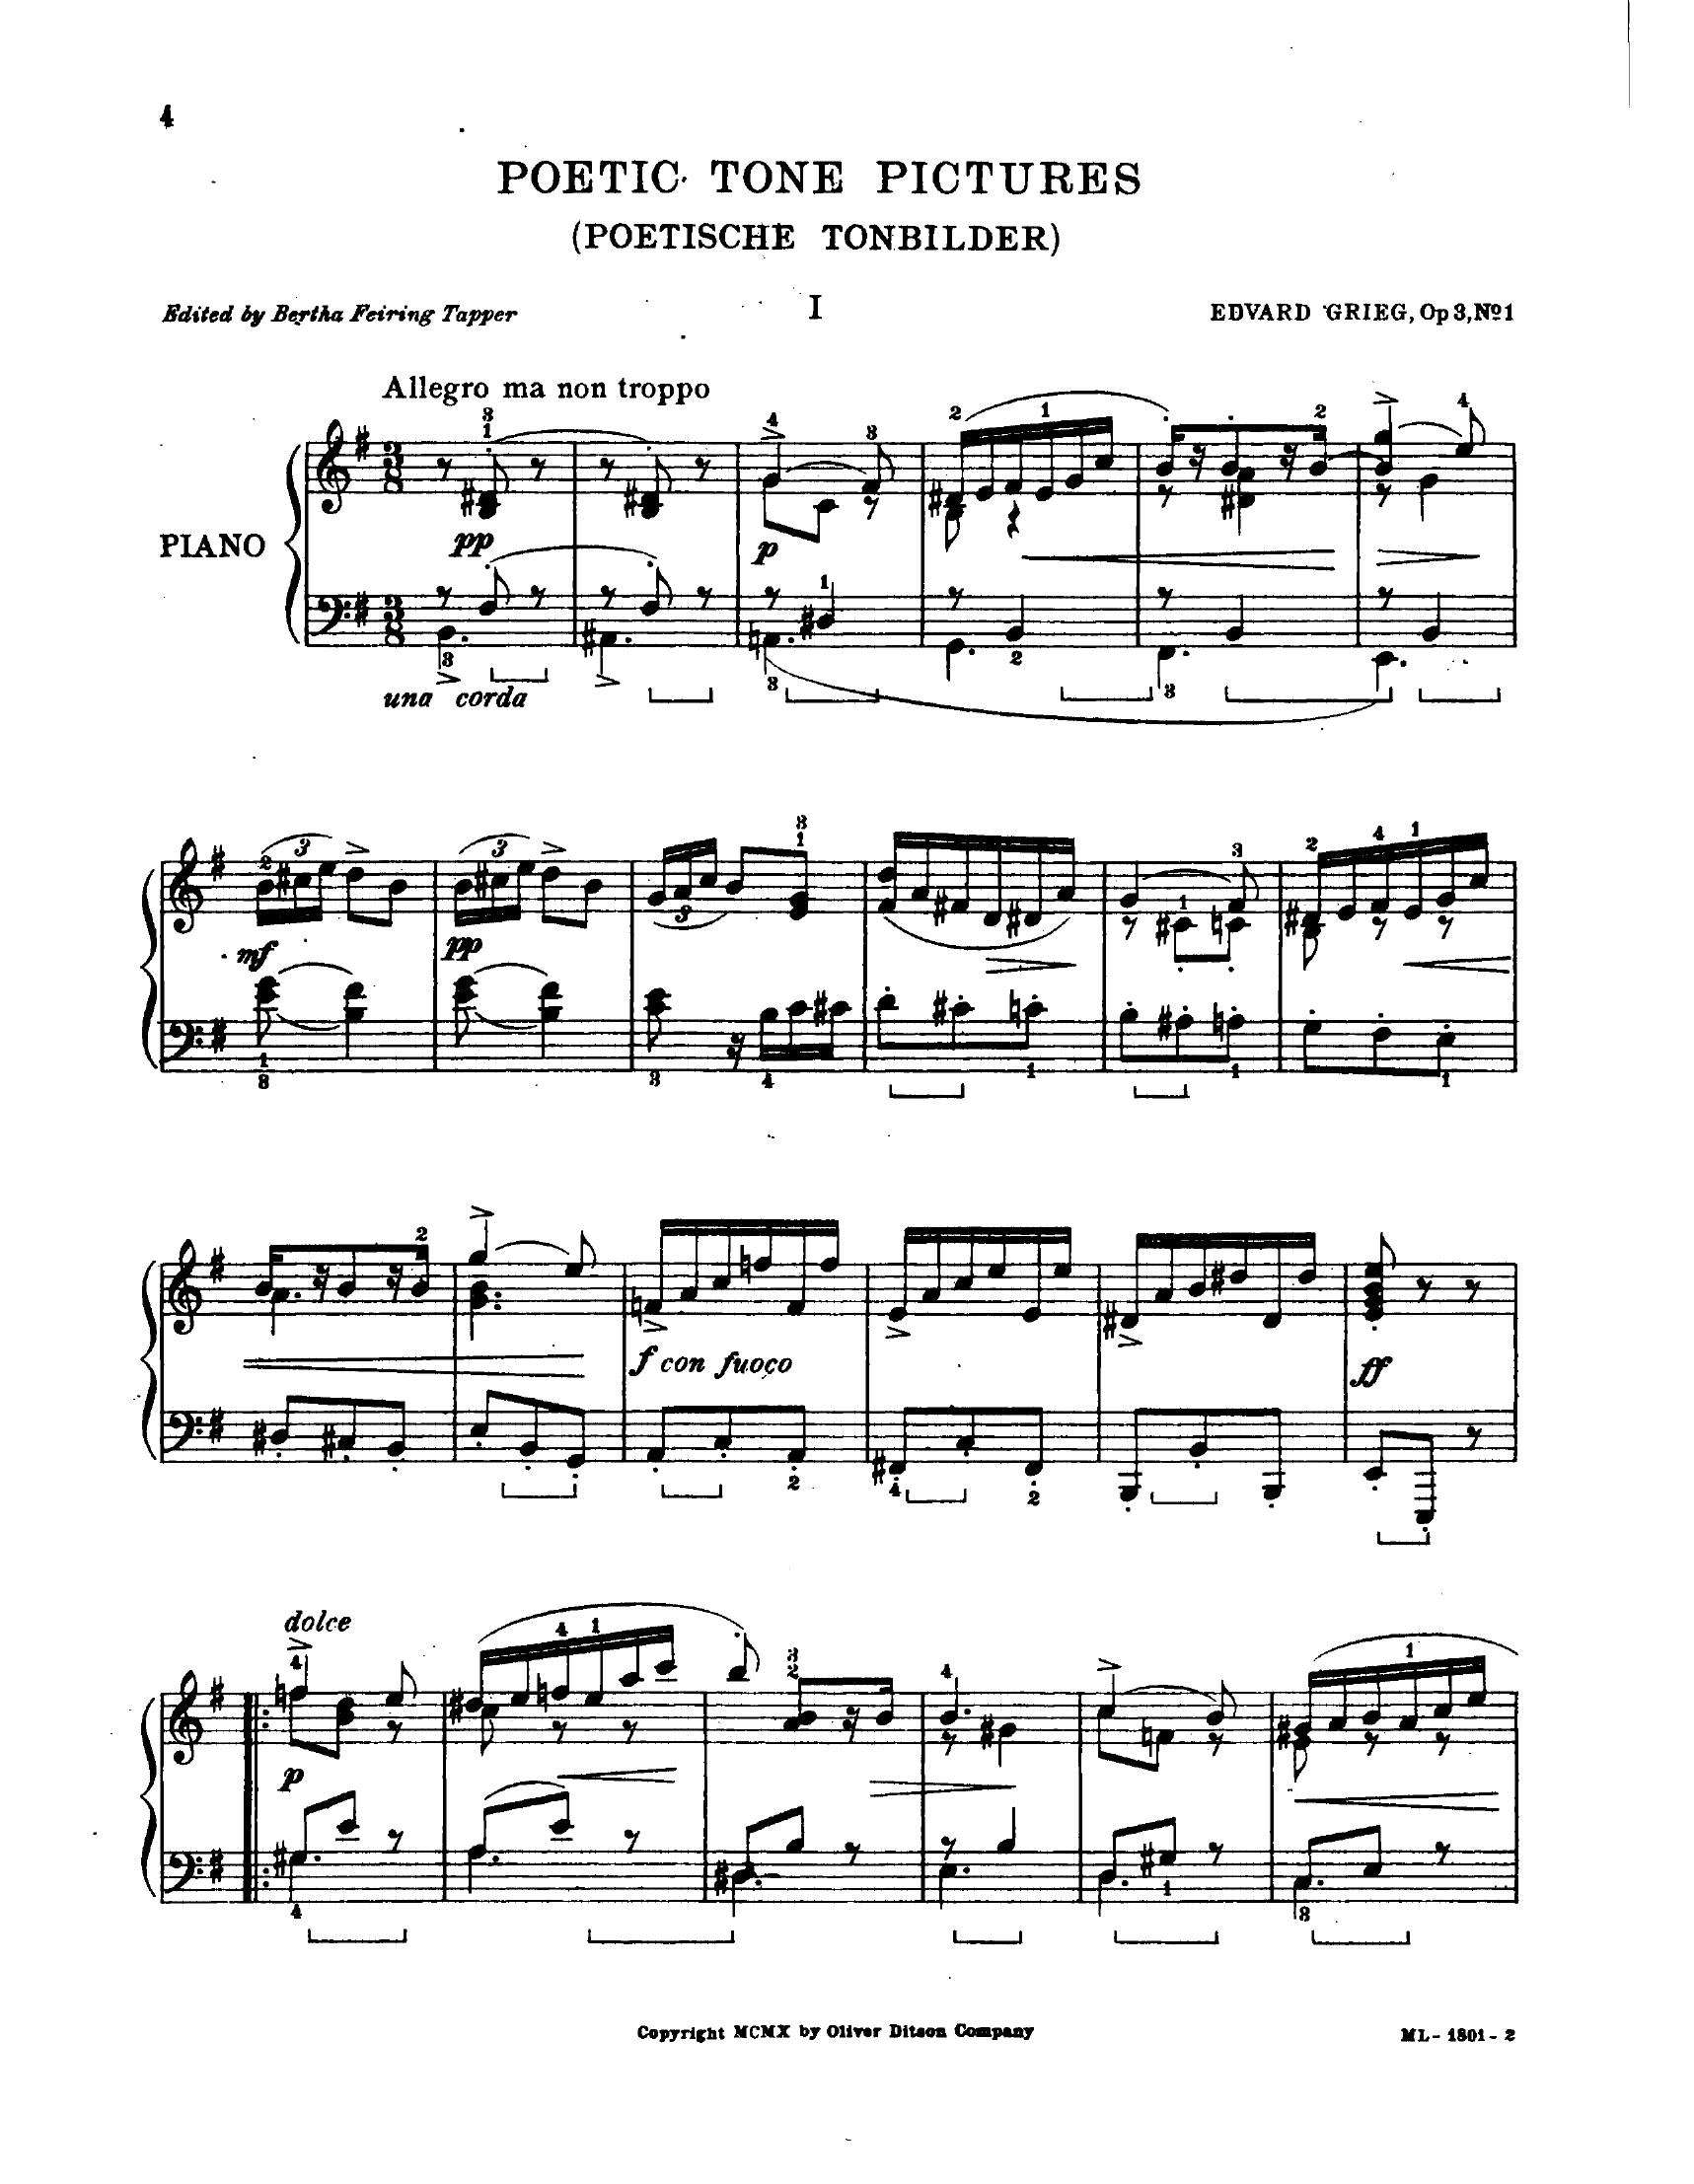 4
POETIC TONE PICTURES
(POETISCHE TONBILDER)
I
Edited by Bertha Feiring Tapper
EDVARD GRIEG, Op 3, Nº 1
Allegro ma non troppo
PIANO
pp
p
una corda
mf
pp
f con fuoco
ff
dolce
p
Copyright MCMX by Oliver Ditson Company
ML - 1801 - 2